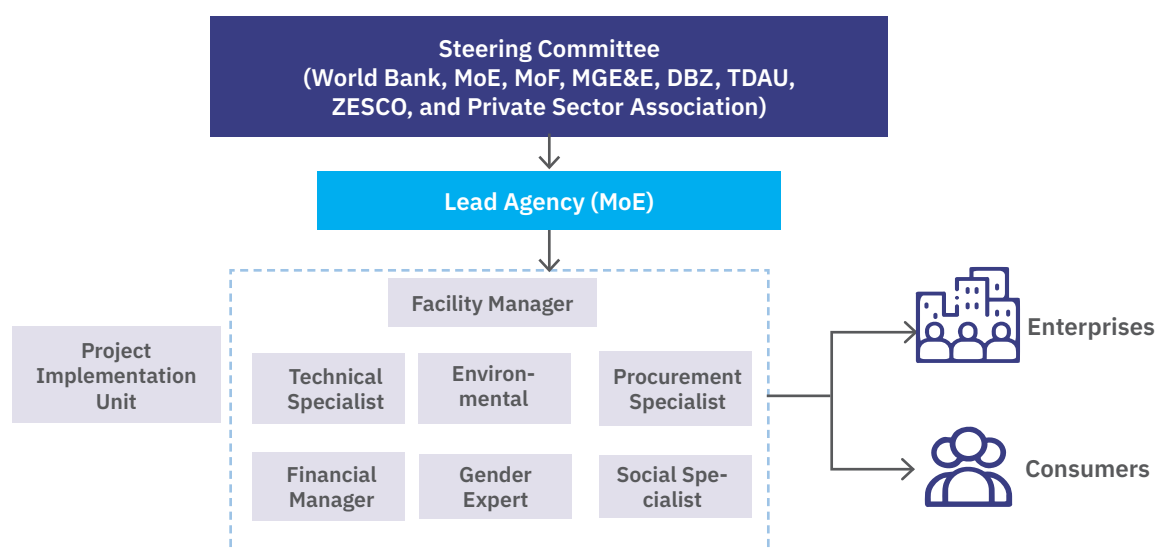 Steering Committee
(World Bank, MoE, MoF, MGE&E, DBZ, TDAU,
ZESCO, and Private Sector Association)
Lead Agency (MoE)
Facility Manager
Project
Implementation
Unit
Technical
Specialist
Environ-
mental
Procurement
Specialist
Financial
Manager
Gender
Expert
Social Spe-
cialist
Enterprises
Consumers